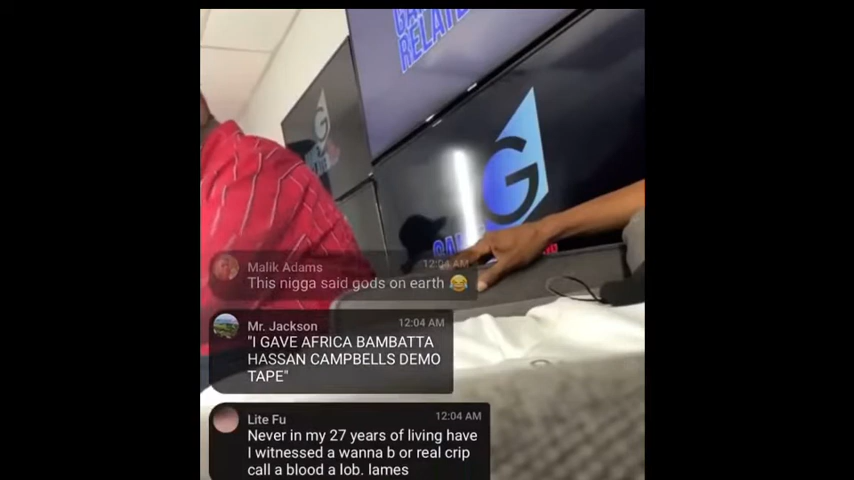 RELAT
G
Malik Adams
12:04 AM
This nigga said gods on earth 😂
Mr. Jackson
12:04 AM
"I GAVE AFRICA BAMBATTA
HASSAN CAMPBELLS DEMO
TAPE"
Lite Fu
12:04 AM
Never in my 27 years of living have
I witnessed a wanna b or real crip
call a blood a lob. lames